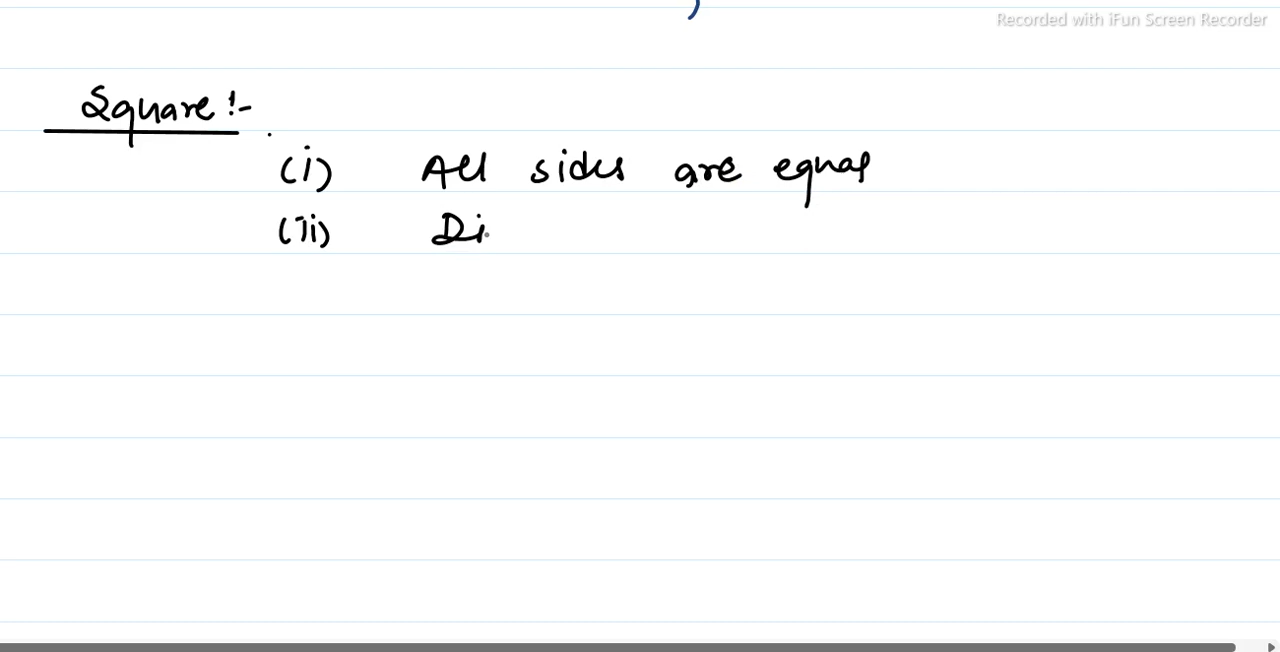 Recorded with iFun Screen Recorder
Square :-
(i) All sides are equal
(ii) Di